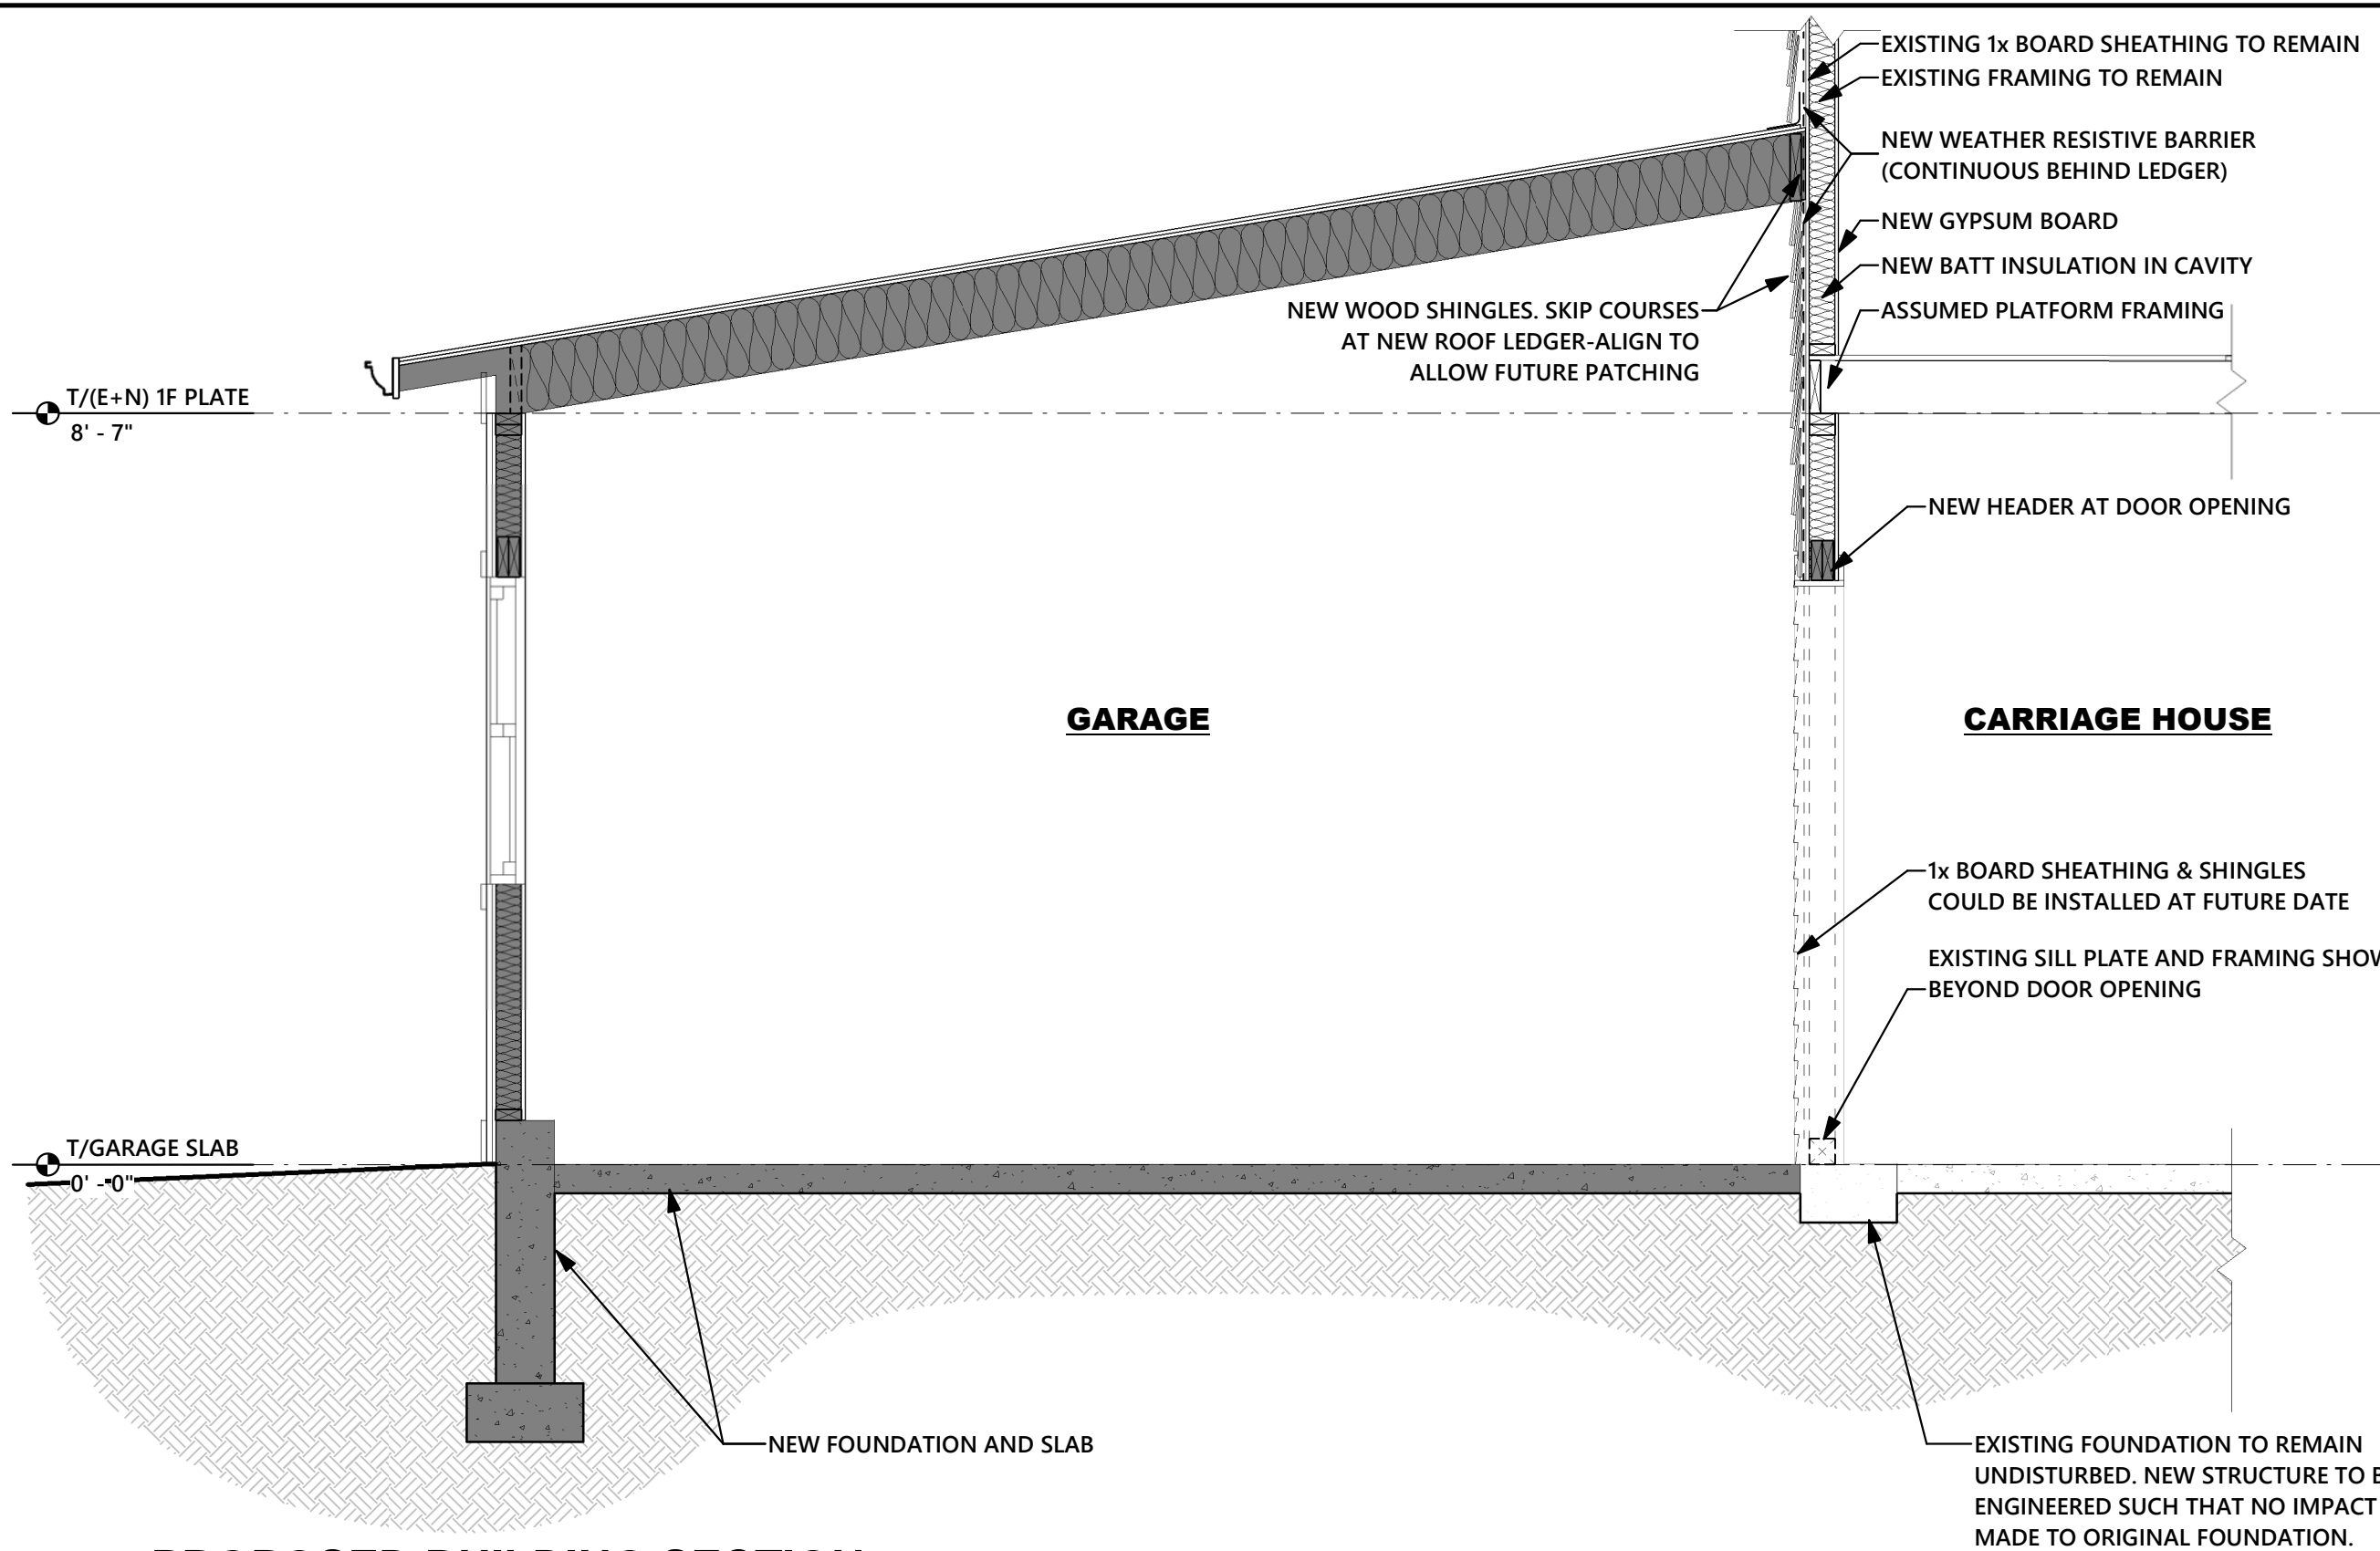 EXISTING 1x BOARD SHEATHING TO REMAIN
EXISTING FRAMING TO REMAIN
NEW WEATHER RESISTIVE BARRIER
(CONTINUOUS BEHIND LEDGER)
NEW GYPSUM BOARD
NEW BATT INSULATION IN CAVITY
ASSUMED PLATFORM FRAMING
NEW WOOD SHINGLES. SKIP COURSES
AT NEW ROOF LEDGER-ALIGN TO
ALLOW FUTURE PATCHING
T/(E+N) 1F PLATE
8' - 7"
NEW HEADER AT DOOR OPENING
GARAGE
CARRIAGE HOUSE
1x BOARD SHEATHING & SHINGLES
COULD BE INSTALLED AT FUTURE DATE
EXISTING SILL PLATE AND FRAMING
BEYOND DOOR OPENING
T/GARAGE SLAB
0' - 0"
NEW FOUNDATION AND SLAB
EXISTING FOUNDATION TO REMAIN
UNDISTURBED. NEW STRUCTURE TO
ENGINEERED SUCH THAT NO IMPACT
MADE TO ORIGINAL FOUNDATION.
PROPOSED BUILDING SECTION